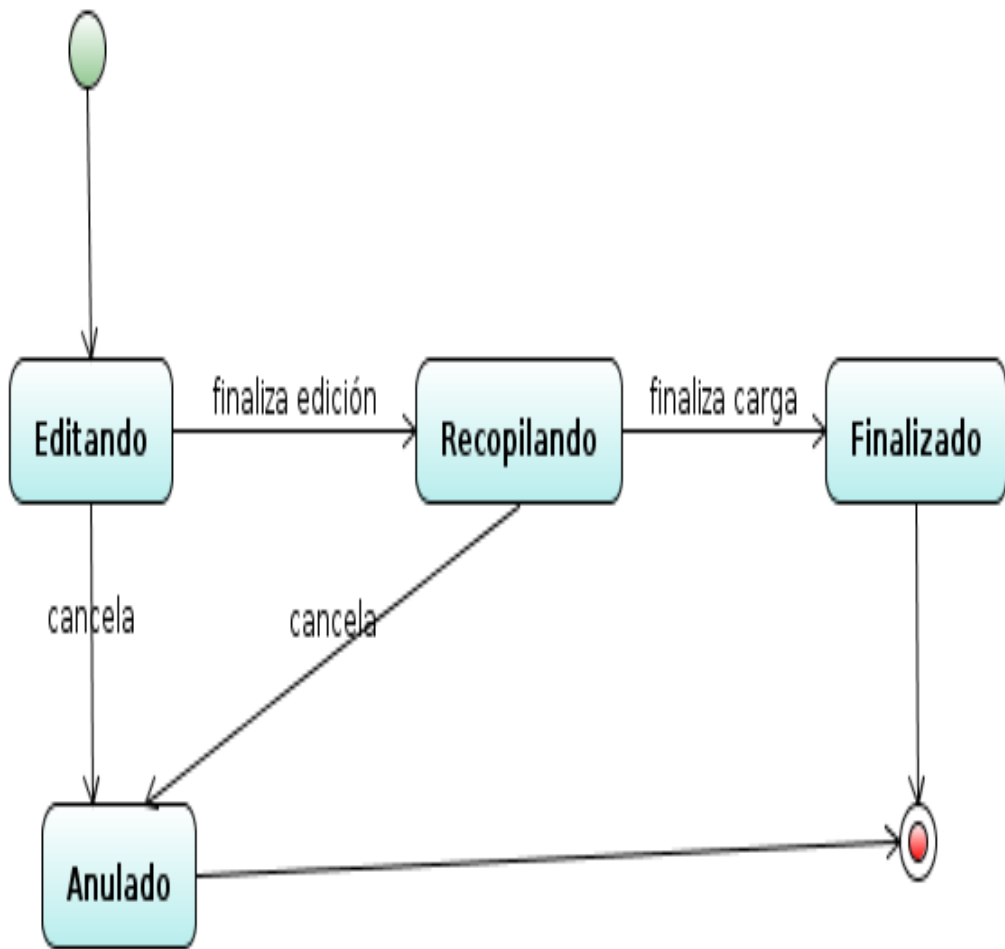 finaliza edición
finaliza carga
Editando
Recopilando
Finalizado
cancela
cancela
Anulado